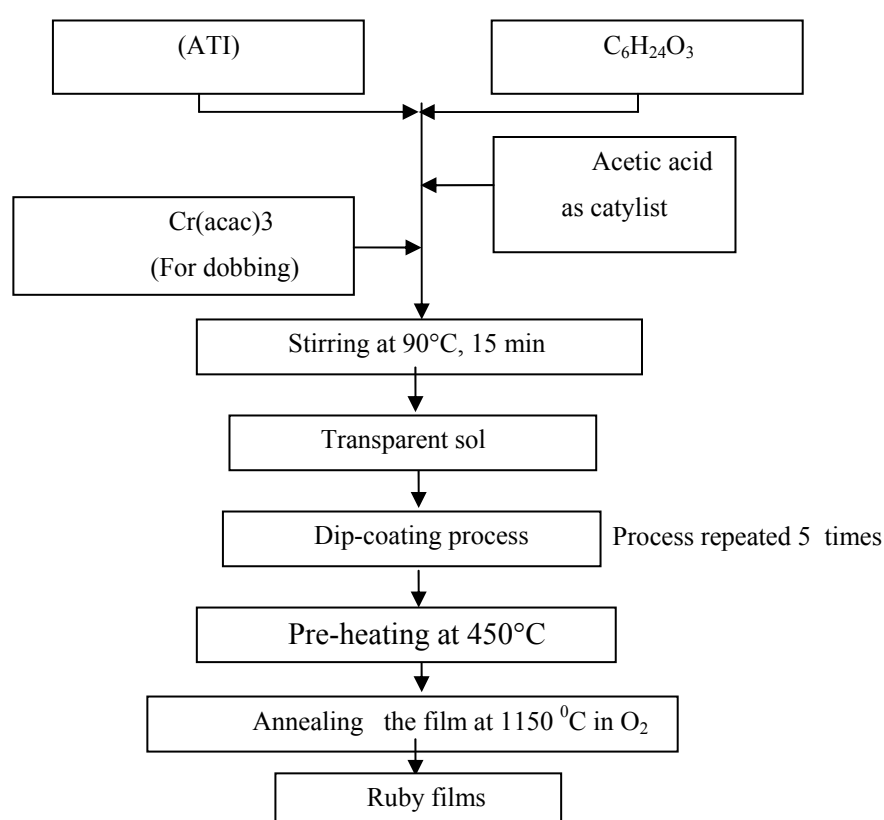 (ATI)
C₆H₂₄O₃
Acetic acid
as catylist
Cr(acac)3
(For dobbing)
Stirring at 90°C, 15 min
Transparent sol
Dip-coating process
Process repeated 5 times
Pre-heating at 450°C
Annealing the film at 1150 ⁰C in O₂
Ruby films